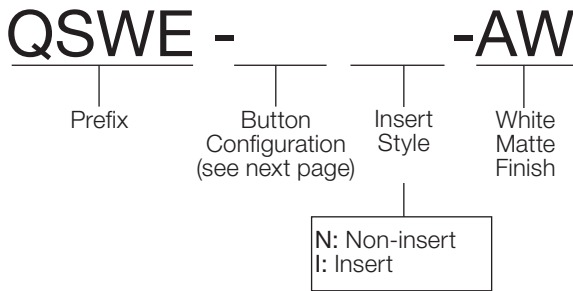 QSWE - -AW
Prefix
Button
Configuration
(see next page)
Insert
Style
White
Matte
Finish
N: Non-insert
I: Insert